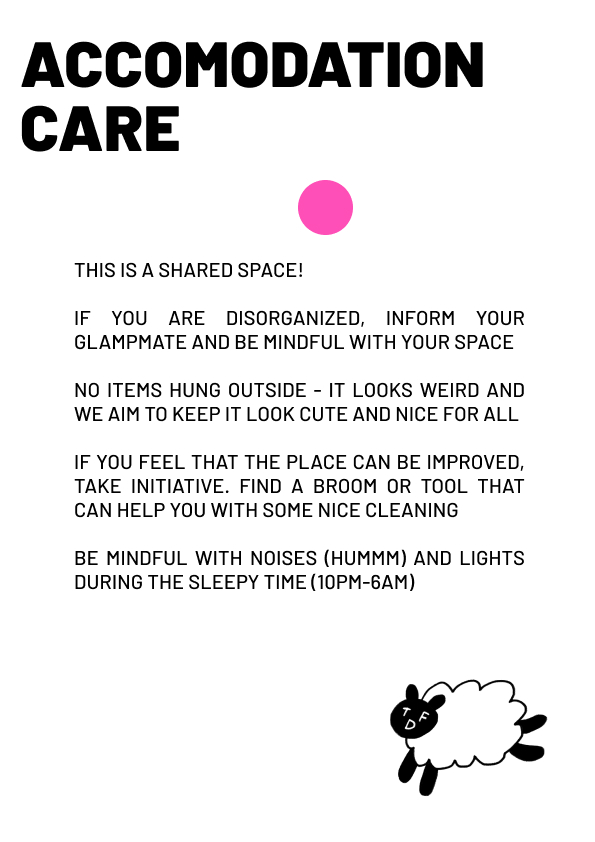 ACCOMODATION
CARE
THIS IS A SHARED SPACE!
IF YOU ARE DISORGANIZED, INFORM YOUR
GLAMPMATE AND BE MINDFUL WITH YOUR SPACE
NO ITEMS HUNG OUTSIDE - IT LOOKS WEIRD AND
WE AIM TO KEEP IT LOOK CUTE AND NICE FOR ALL
IF YOU FEEL THAT THE PLACE CAN BE IMPROVED,
TAKE INITIATIVE. FIND A BROOM OR TOOL THAT
CAN HELP YOU WITH SOME NICE CLEANING
BE MINDFUL WITH NOISES (HUMMM) AND LIGHTS
DURING THE SLEEPY TIME (10PM-6AM)
T F
D